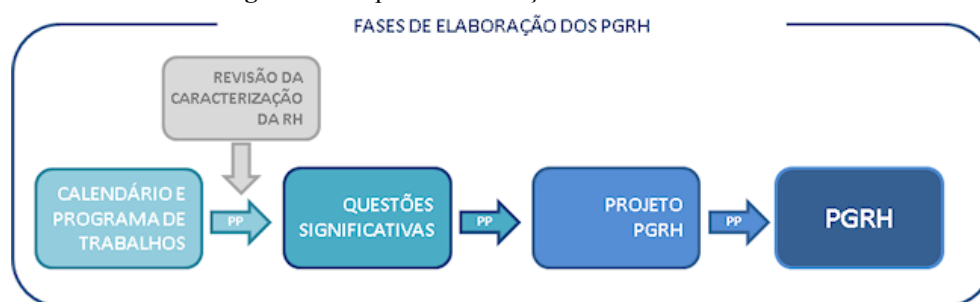 FASES DE ELABORAÇÃO DOS PGRH
REVISÃO DA
CARACTERIZAÇÃO
DA RH
CALENDÁRIO E
PROGRAMA DE
TRABALHOS
PP
QUESTÕES
SIGNIFICATIVAS
PP
PROJETO
PGRH
PP
PGRH